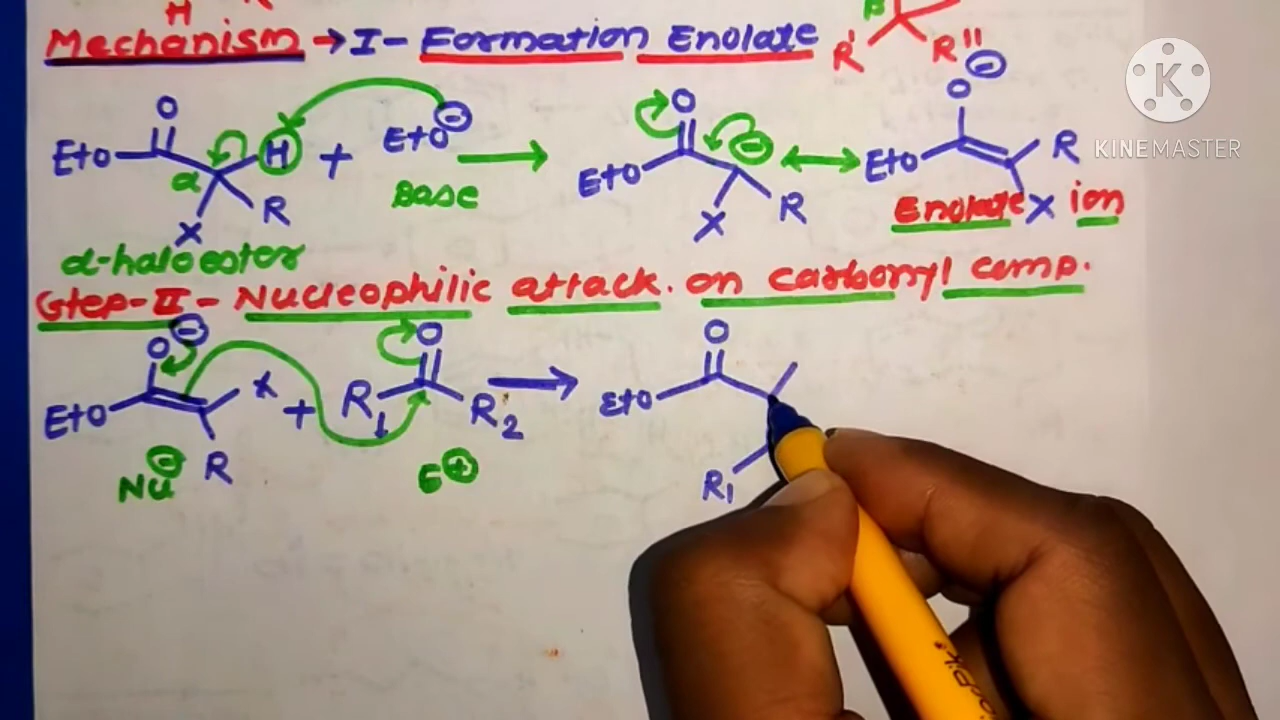 H
β
Mechanism → I - Formation Enolate
R' R''
O ⊖
O H + EtO⊖ → O ⊖ ↔ EtO R
K
KINEMASTER
EtO α X R Base EtO X R Enolate X ion
α-haloester
Step-II - Nucleophilic attack. on carbonyl comp.
O ⊖ O O
EtO X + R1 R2 → EtO
Nu⊖ R E⊕ R1